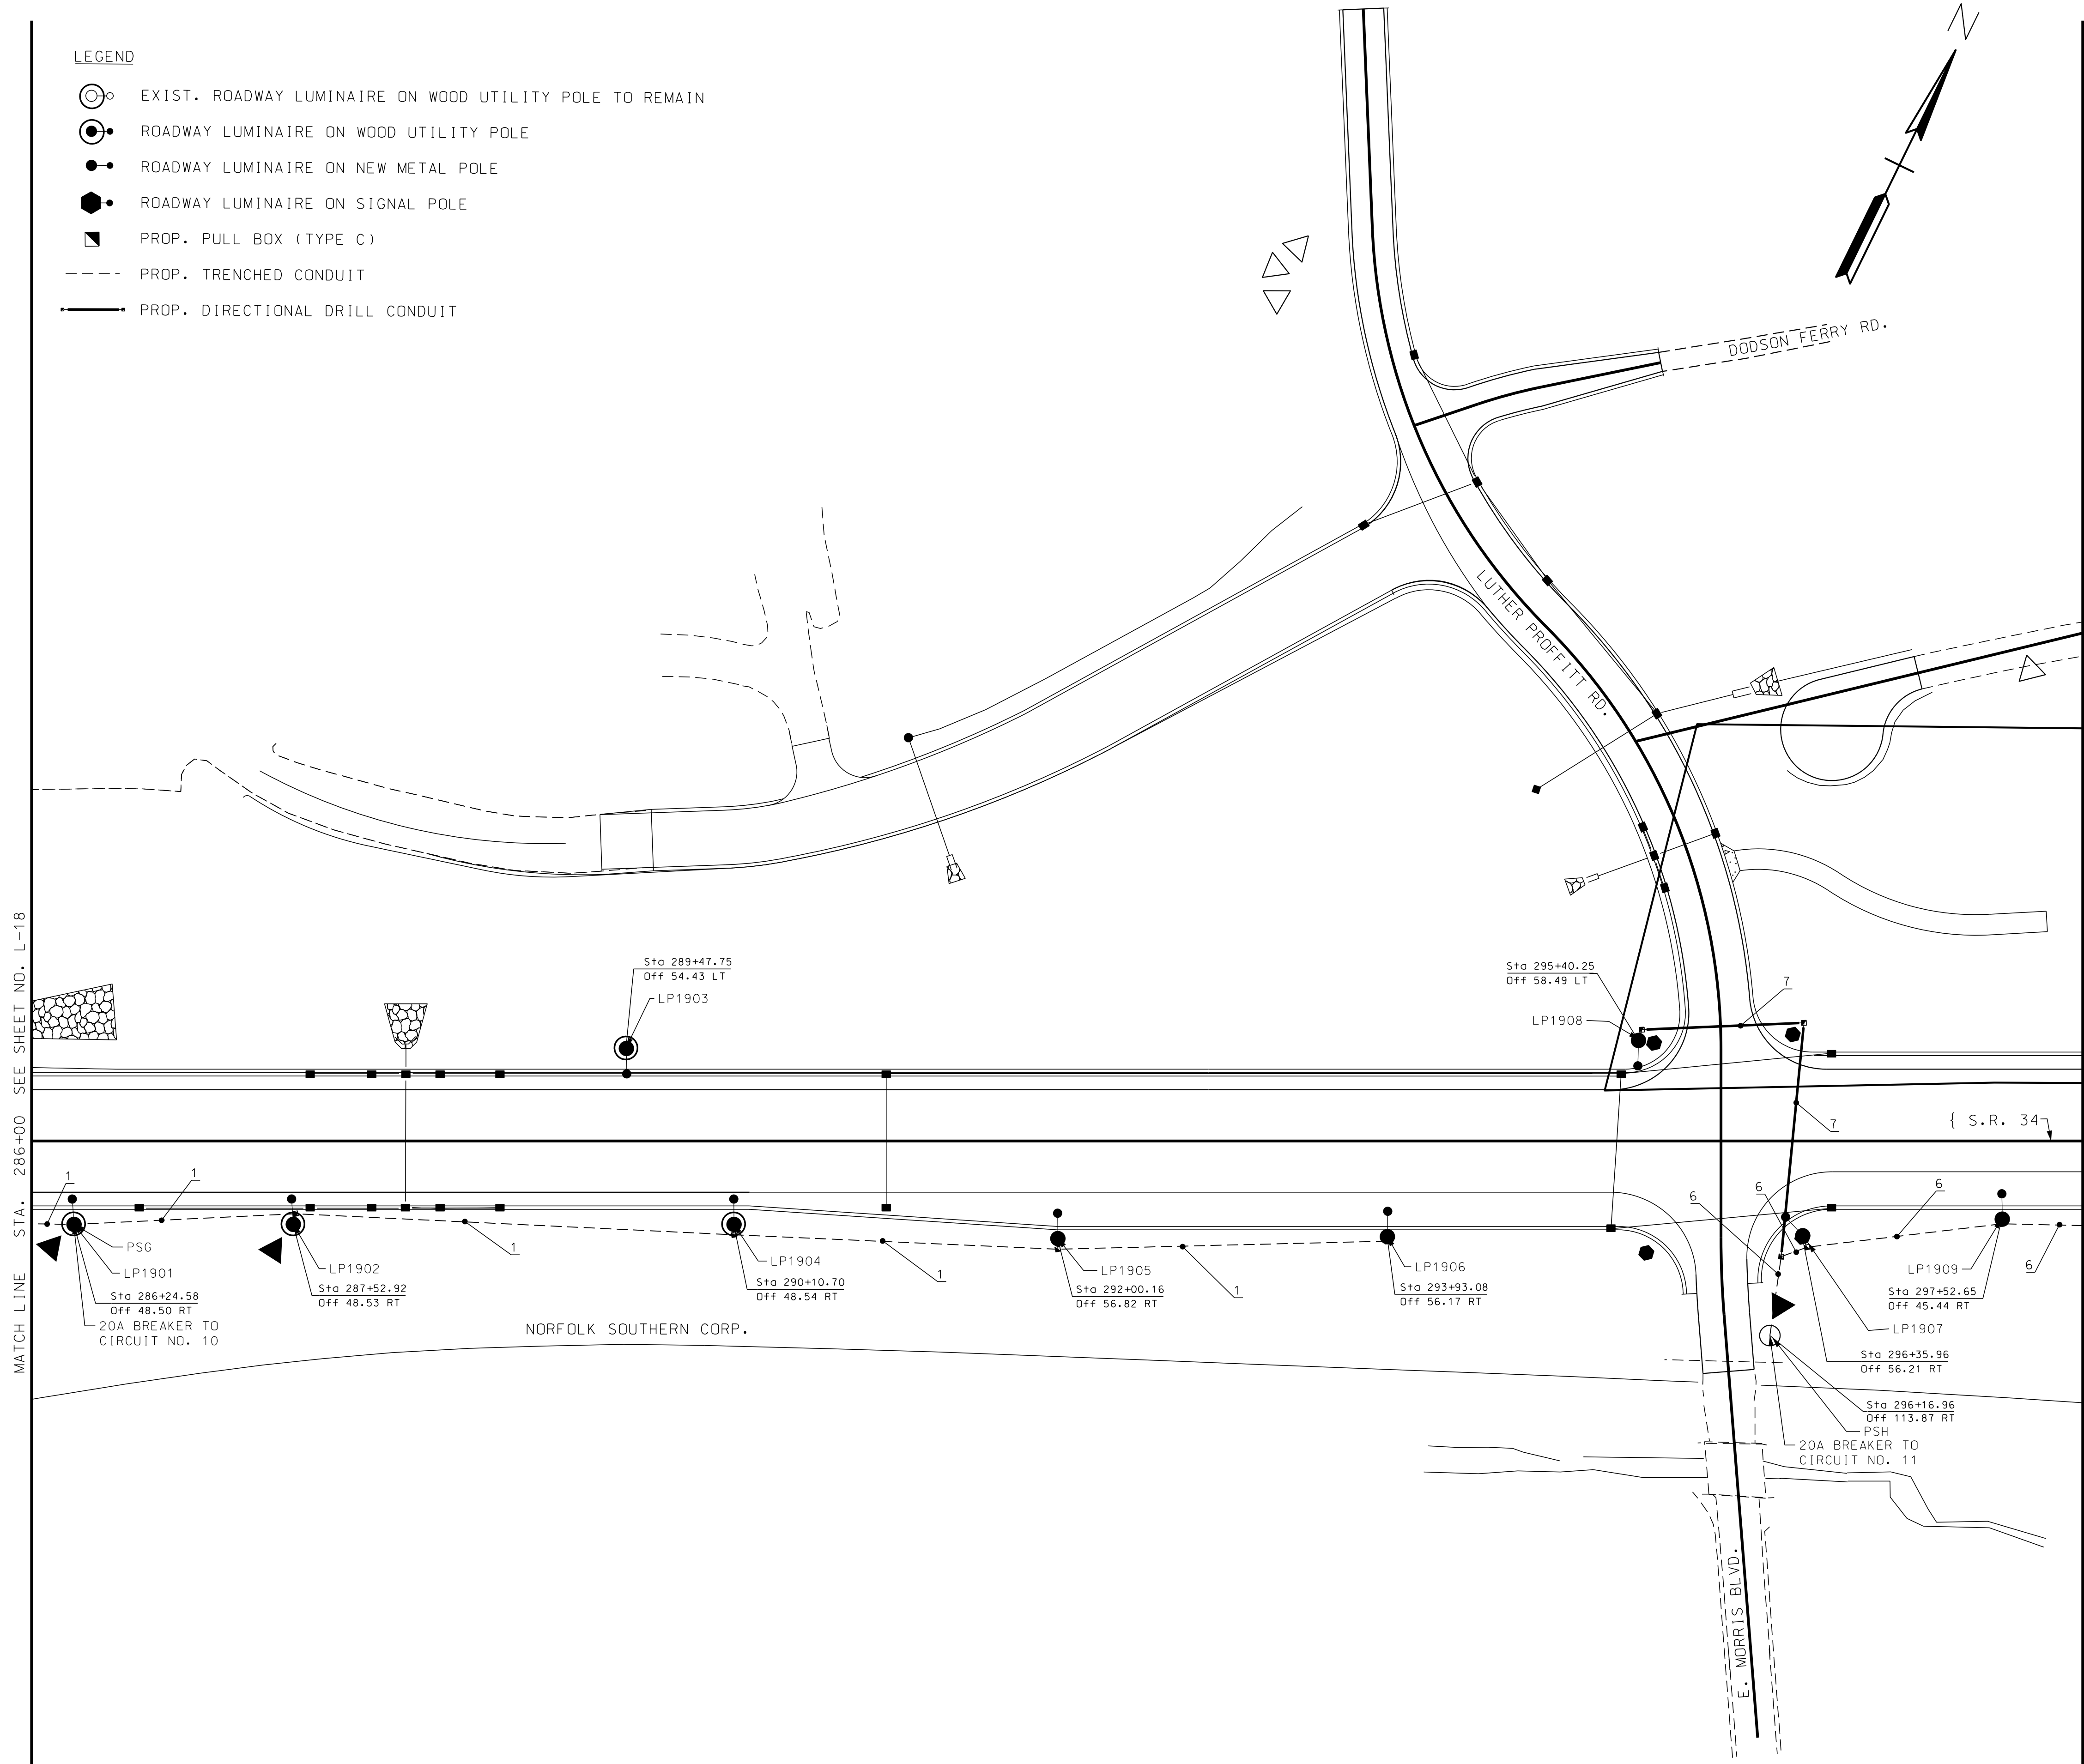 LEGEND
EXIST. ROADWAY LUMINAIRE ON WOOD UTILITY POLE TO REMAIN
ROADWAY LUMINAIRE ON WOOD UTILITY POLE
ROADWAY LUMINAIRE ON NEW METAL POLE
ROADWAY LUMINAIRE ON SIGNAL POLE
PROP. PULL BOX (TYPE C)
PROP. TRENCHED CONDUIT
PROP. DIRECTIONAL DRILL CONDUIT
N
DODSON FERRY RD.
LUTHER PROFFITT RD.
MATCH LINE STA. 286+00 SEE SHEET NO. L-18
Sta 289+47.75
Off 54.43 LT
LP1903
Sta 295+40.25
Off 58.49 LT
LP1908
7
7
{ S.R. 34
1
1
PSG
LP1901
Sta 286+24.58
Off 48.50 RT
20A BREAKER TO
CIRCUIT NO. 10
LP1902
Sta 287+52.92
Off 48.53 RT
1
LP1904
Sta 290+10.70
Off 48.54 RT
1
LP1905
Sta 292+00.16
Off 56.82 RT
1
LP1906
Sta 293+93.08
Off 56.17 RT
6
6
6
6
LP1909
Sta 297+52.65
Off 45.44 RT
LP1907
Sta 296+35.96
Off 56.21 RT
Sta 296+16.96
Off 113.87 RT
PSH
20A BREAKER TO
CIRCUIT NO. 11
NORFOLK SOUTHERN CORP.
E. MORRIS BLVD.